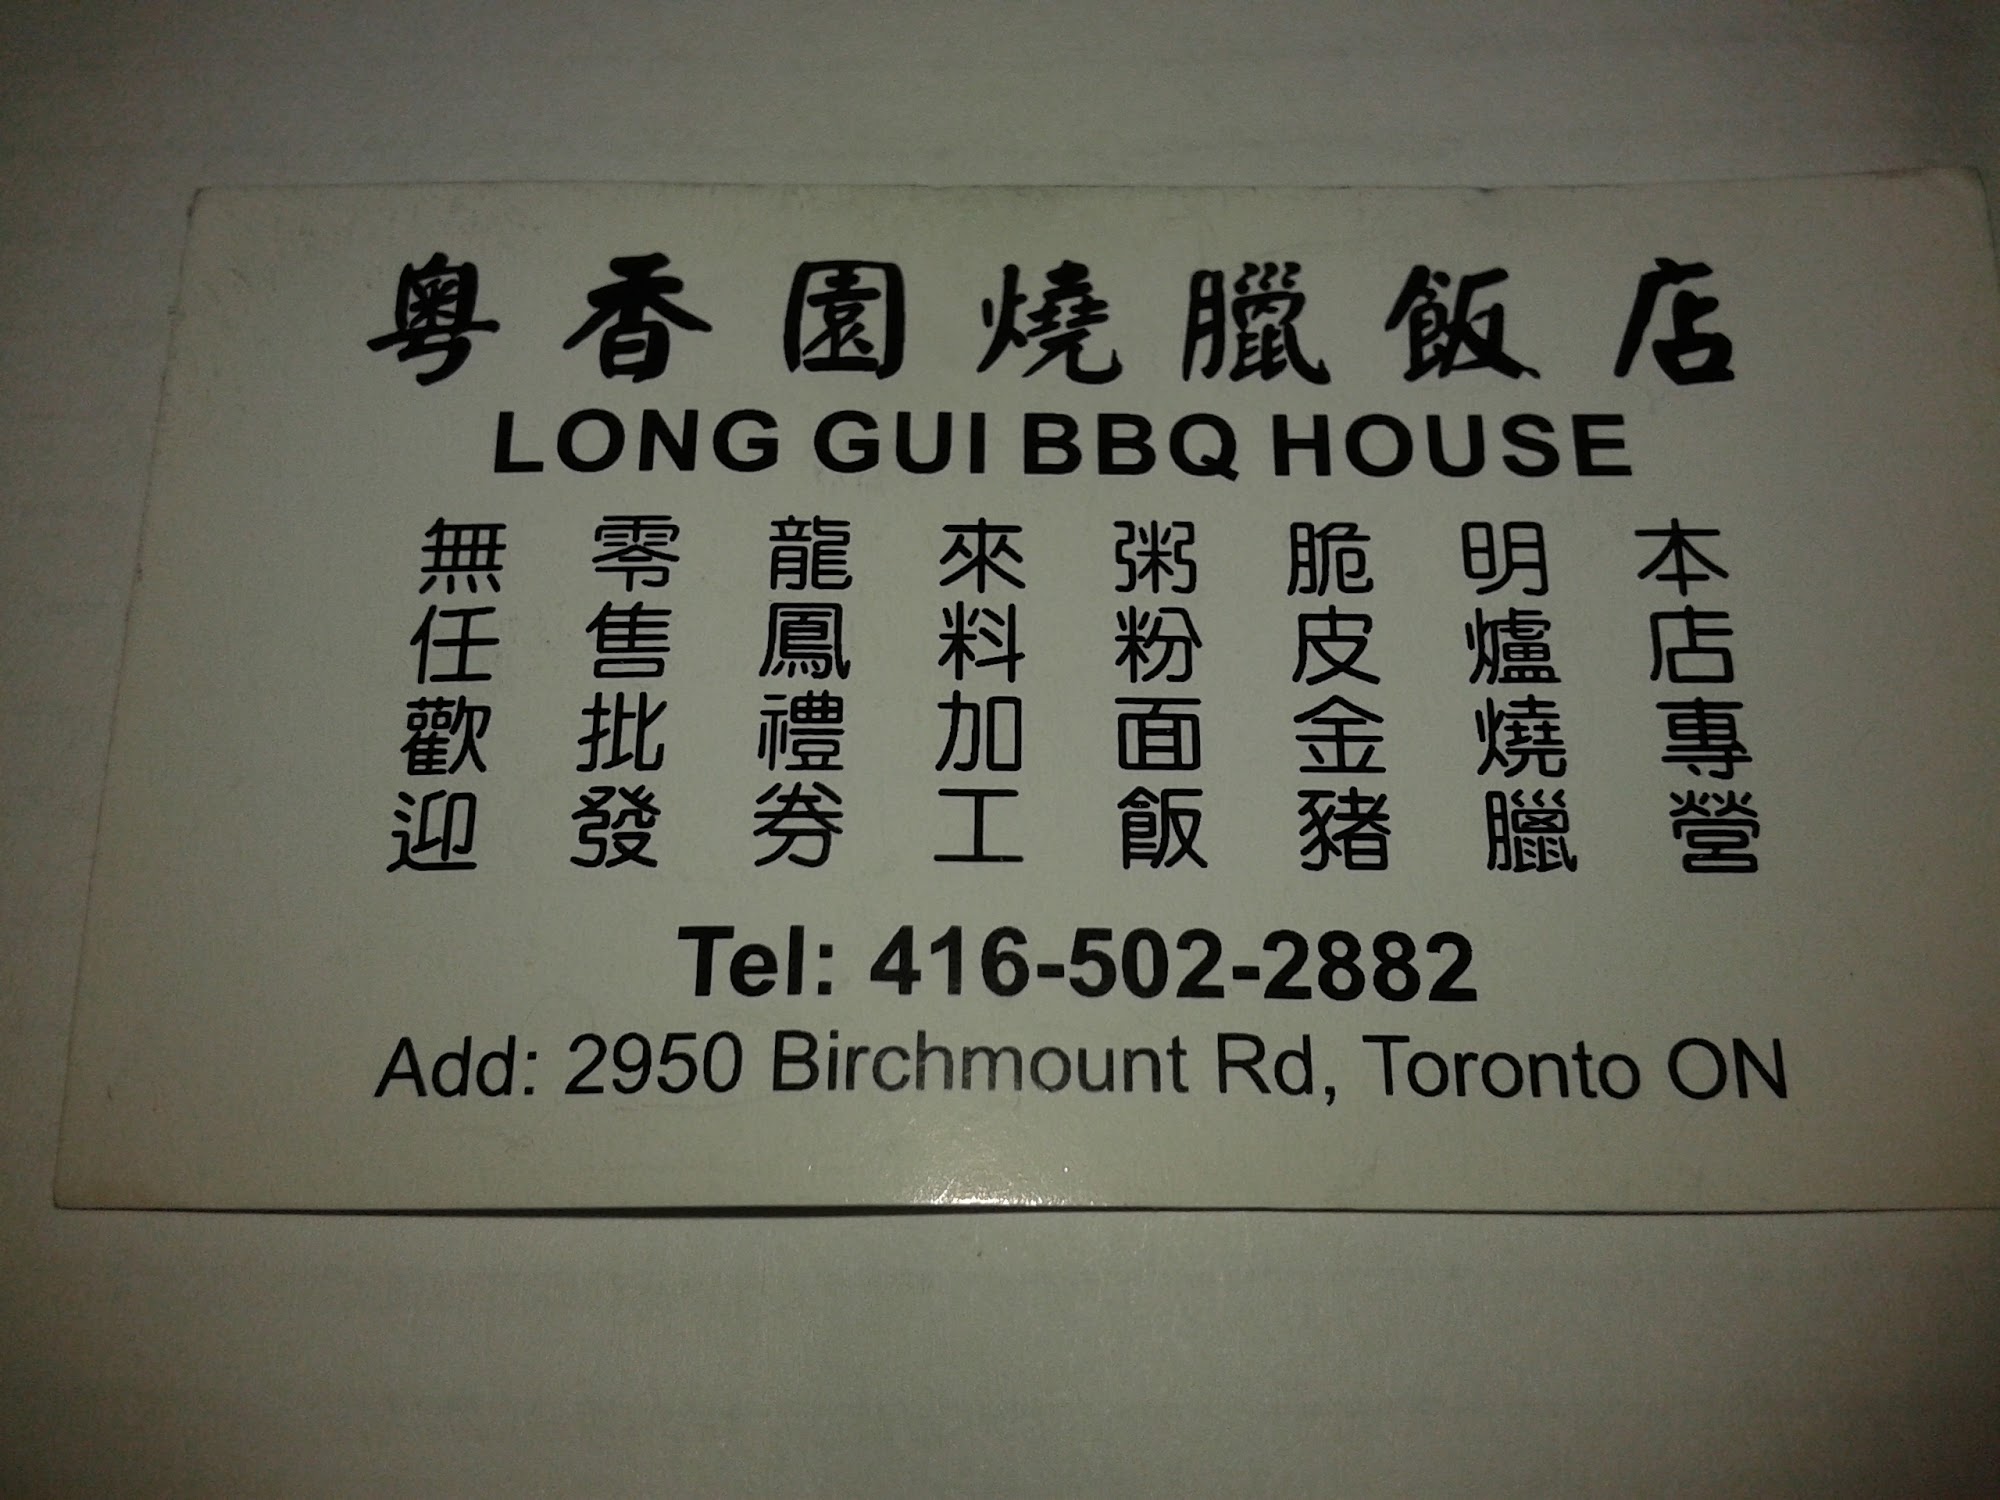 粵香園燒臘飯店
LONG GUI BBQ HOUSE
本店專營
明爐燒臘
脆皮金豬
粥粉面飯
來料加工
龍鳳禮券
零售批發
無任歡迎
Tel: 416-502-2882
Add: 2950 Birchmount Rd, Toronto ON